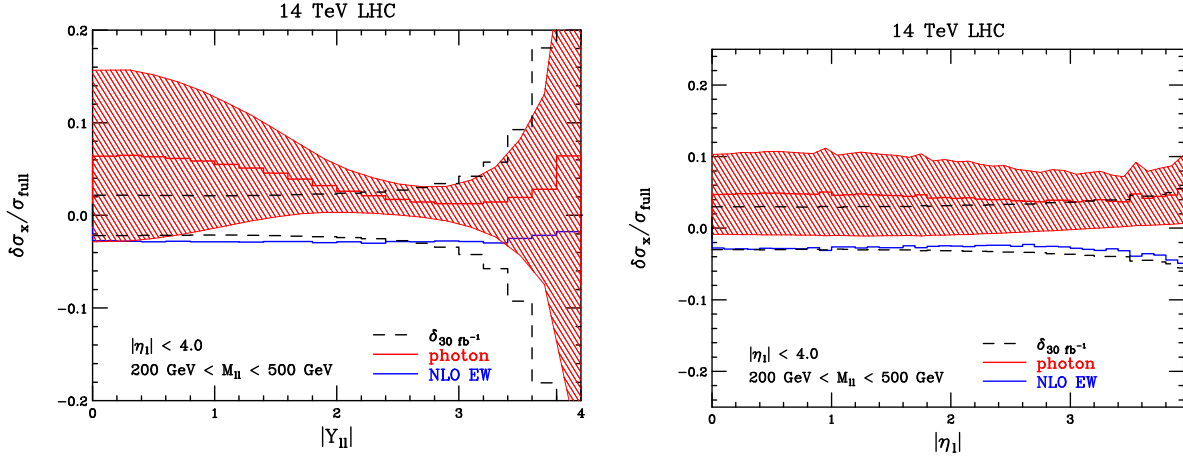 14 TeV LHC
0.2
0.1
0.0
−0.1
−0.2
δσx/σfull
|ηl| < 4.0
200 GeV < Mll < 500 GeV
δ30 fb⁻¹
photon
NLO EW
0 1 2 3 4
|Yll|
14 TeV LHC
0.2
0.1
0.0
−0.1
−0.2
δσx/σfull
|ηl| < 4.0
200 GeV < Mll < 500 GeV
δ30 fb⁻¹
photon
NLO EW
0 1 2 3
|ηl|